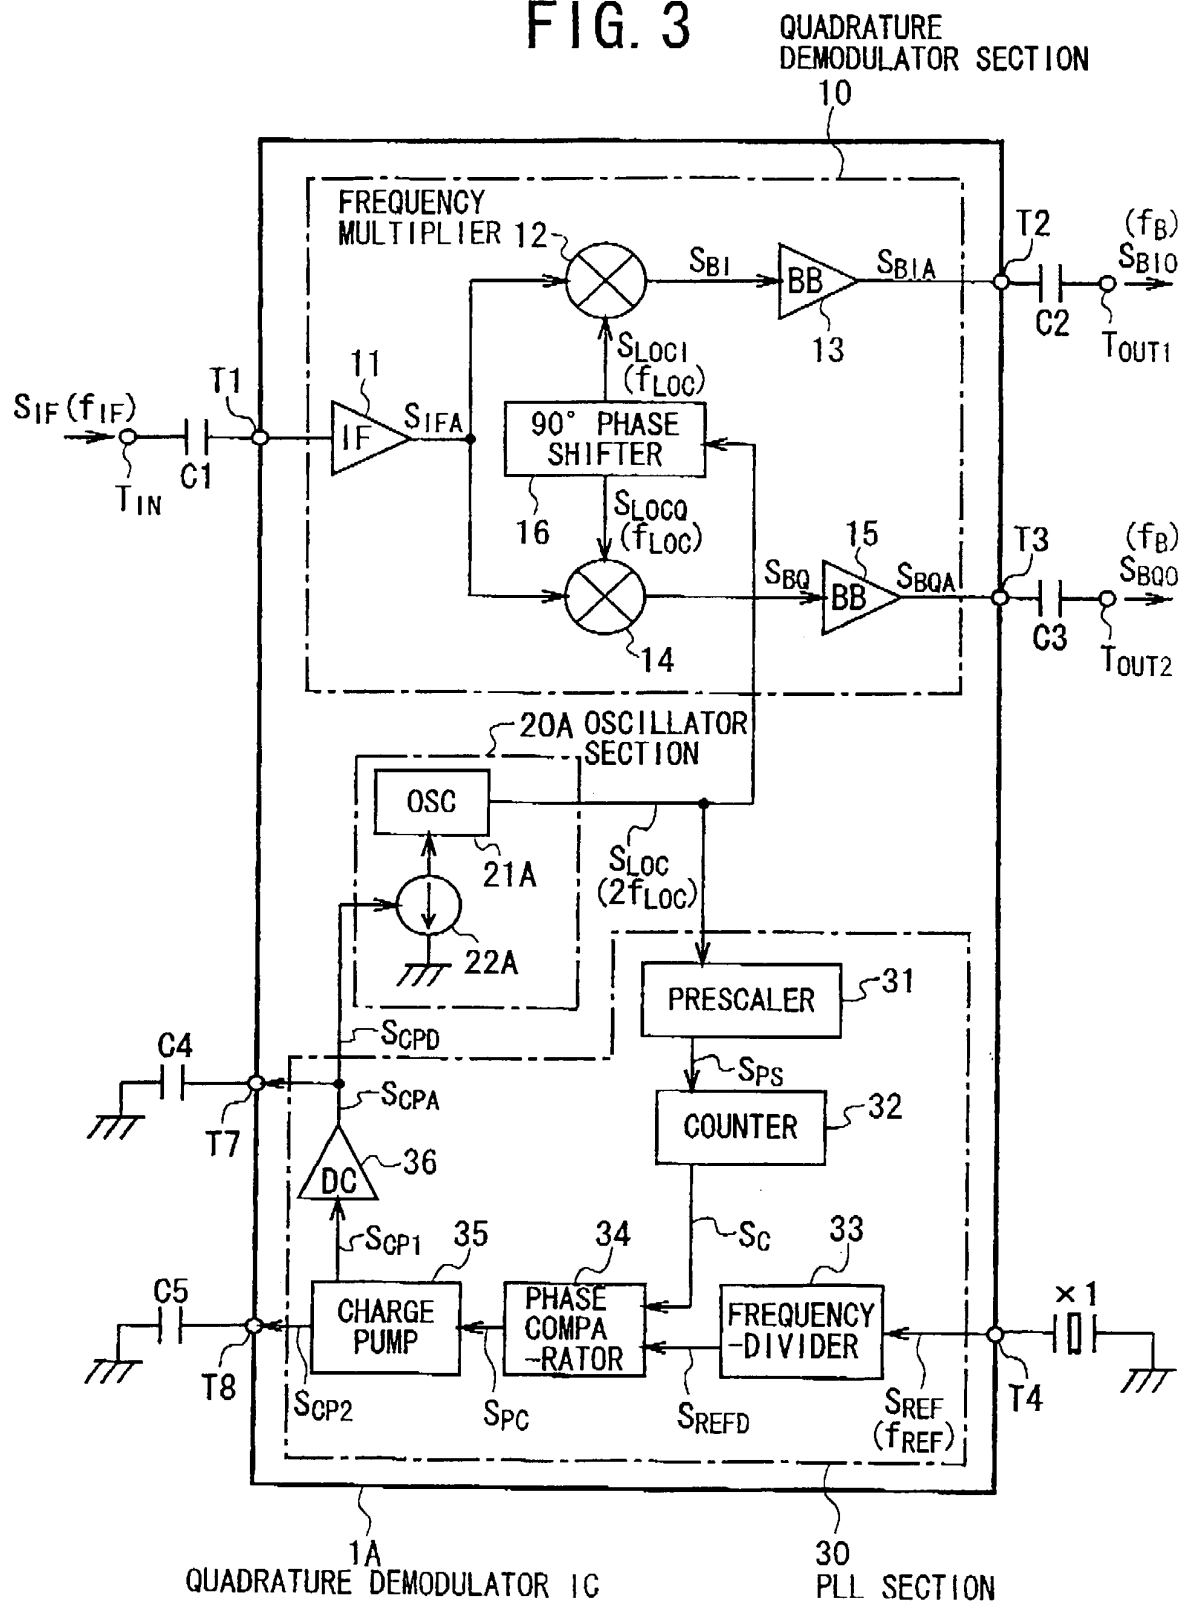 FIG. 3
QUADRATURE
DEMODULATOR SECTION
10
FREQUENCY
MULTIPLIER 12
SBI
BB
SBIA
13
T2
(fB)
SBIO
C2
TOUT1
SLOCI
(fLOC)
11
T1
SIF(fIF)
IF
SIFA
90° PHASE
SHIFTER
C1
TIN
16
SLOCQ
(fLOC)
15
T3
(fB)
SBQO
SBQ
BB
SBQA
C3
TOUT2
14
20A OSCILLATOR
SECTION
OSC
21A
SLOC
(2fLOC)
22A
PRESCALER
31
SCPD
C4
SPS
SCPA
T7
COUNTER
32
36
DC
SCP1
35
34
SC
33
C5
CHARGE
PUMP
PHASE
COMPA
-RATOR
FREQUENCY
-DIVIDER
×1
T8
SCP2
SPC
SREFD
SREF
(fREF)
T4
1A
QUADRATURE DEMODULATOR IC
30
PLL SECTION